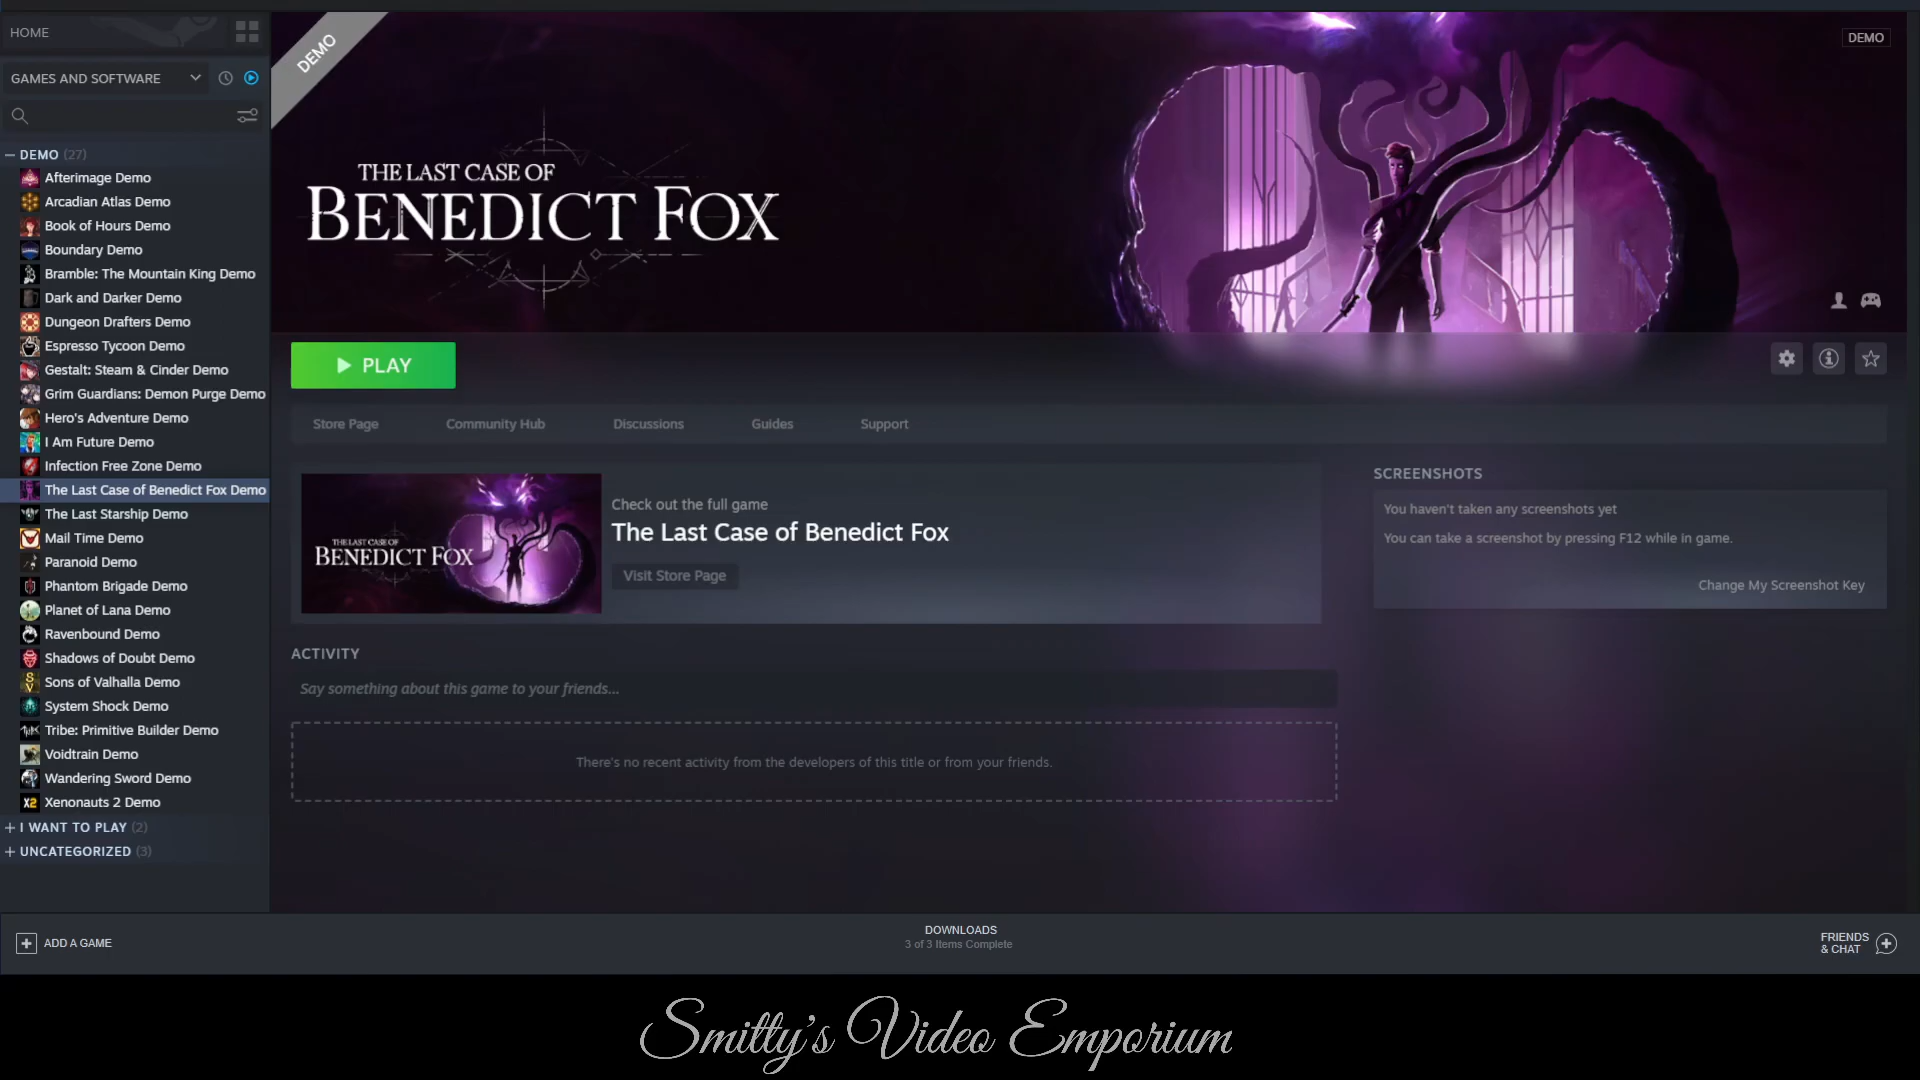 HOME
GAMES AND SOFTWARE
DEMO (27)
Afterimage Demo
Arcadian Atlas Demo
Book of Hours Demo
Boundary Demo
Bramble: The Mountain King Demo
Dark and Darker Demo
Dungeon Drafters Demo
Espresso Tycoon Demo
Gestalt: Steam & Cinder Demo
Grim Guardians: Demon Purge Demo
Hero's Adventure Demo
I Am Future Demo
Infection Free Zone Demo
The Last Case of Benedict Fox Demo
The Last Starship Demo
Mail Time Demo
Paranoid Demo
Phantom Brigade Demo
Planet of Lana Demo
Ravenbound Demo
Shadows of Doubt Demo
Sons of Valhalla Demo
System Shock Demo
Tribe: Primitive Builder Demo
Voidtrain Demo
Wandering Sword Demo
X2 Xenonauts 2 Demo
I WANT TO PLAY (2)
UNCATEGORIZED (3)
DEMO
DEMO
THE LAST CASE OF
BENEDICT FOX
PLAY
Store Page Community Hub Discussions Guides Support
THE LAST CASE OF
BENEDICT FOX
Check out the full game
The Last Case of Benedict Fox
Visit Store Page
SCREENSHOTS
You haven't taken any screenshots yet
You can take a screenshot by pressing F12 while in game.
Change My Screenshot Key
ACTIVITY
Say something about this game to your friends...
There's no recent activity from the developers of this title or from your friends.
ADD A GAME
DOWNLOADS
3 of 3 Items Complete
FRIENDS
& CHAT
Smitty's Video Emporium